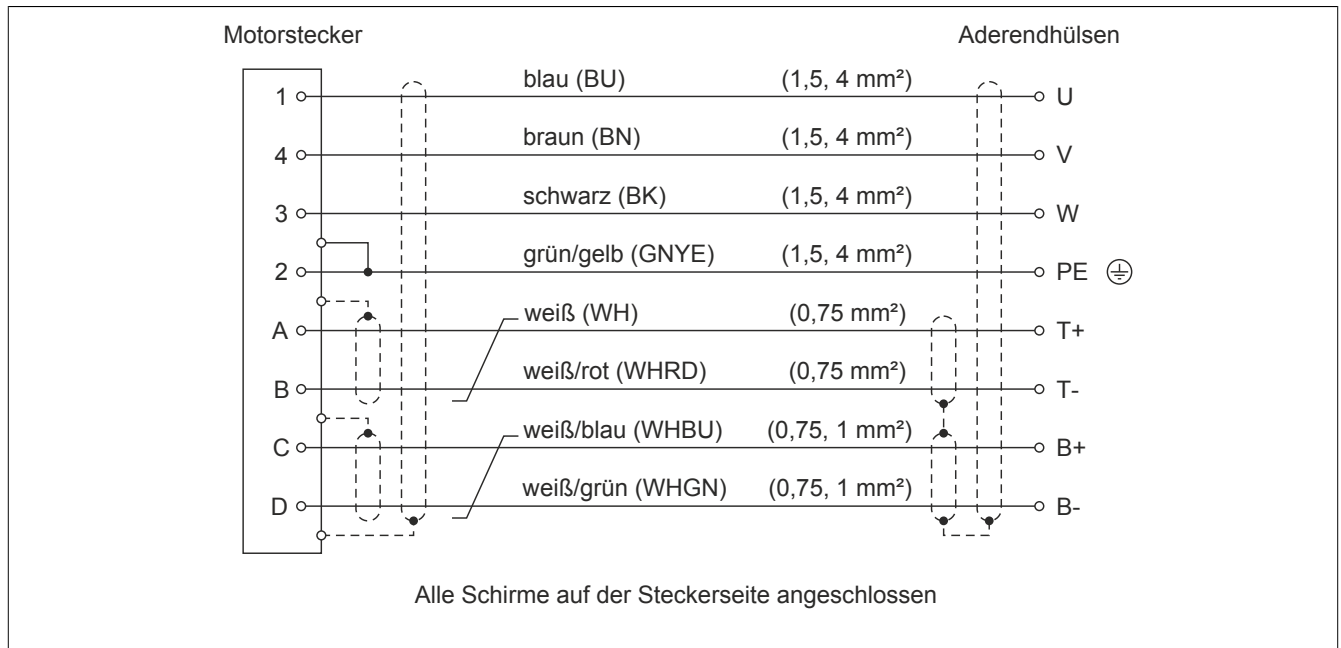 Motorstecker Aderendhülsen
1 blau (BU) (1,5, 4 mm²) U
4 braun (BN) (1,5, 4 mm²) V
3 schwarz (BK) (1,5, 4 mm²) W
2 grün/gelb (GNYE) (1,5, 4 mm²) PE
A weiß (WH) (0,75 mm²) T+
B weiß/rot (WHRD) (0,75 mm²) T-
C weiß/blau (WHBU) (0,75, 1 mm²) B+
D weiß/grün (WHGN) (0,75, 1 mm²) B-
Alle Schirme auf der Steckerseite angeschlossen